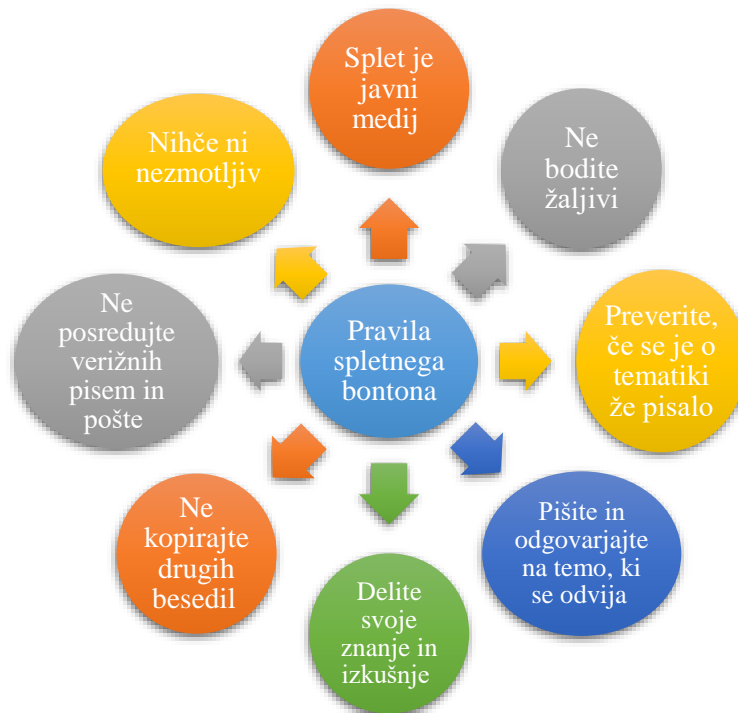 Splet je
javni
medij
Ne
bodite
žaljivi
Preverite,
če se je o
tematiki
že pisalo
Pišite in
odgovarjajte
na temo, ki
se odvija
Delite
svoje
znanje in
izkušnje
Ne
kopirajte
drugih
besedil
Ne
posredujte
verižnih
pisem in
pošte
Nihče ni
nezmotljiv
Pravila
spletnega
bontona